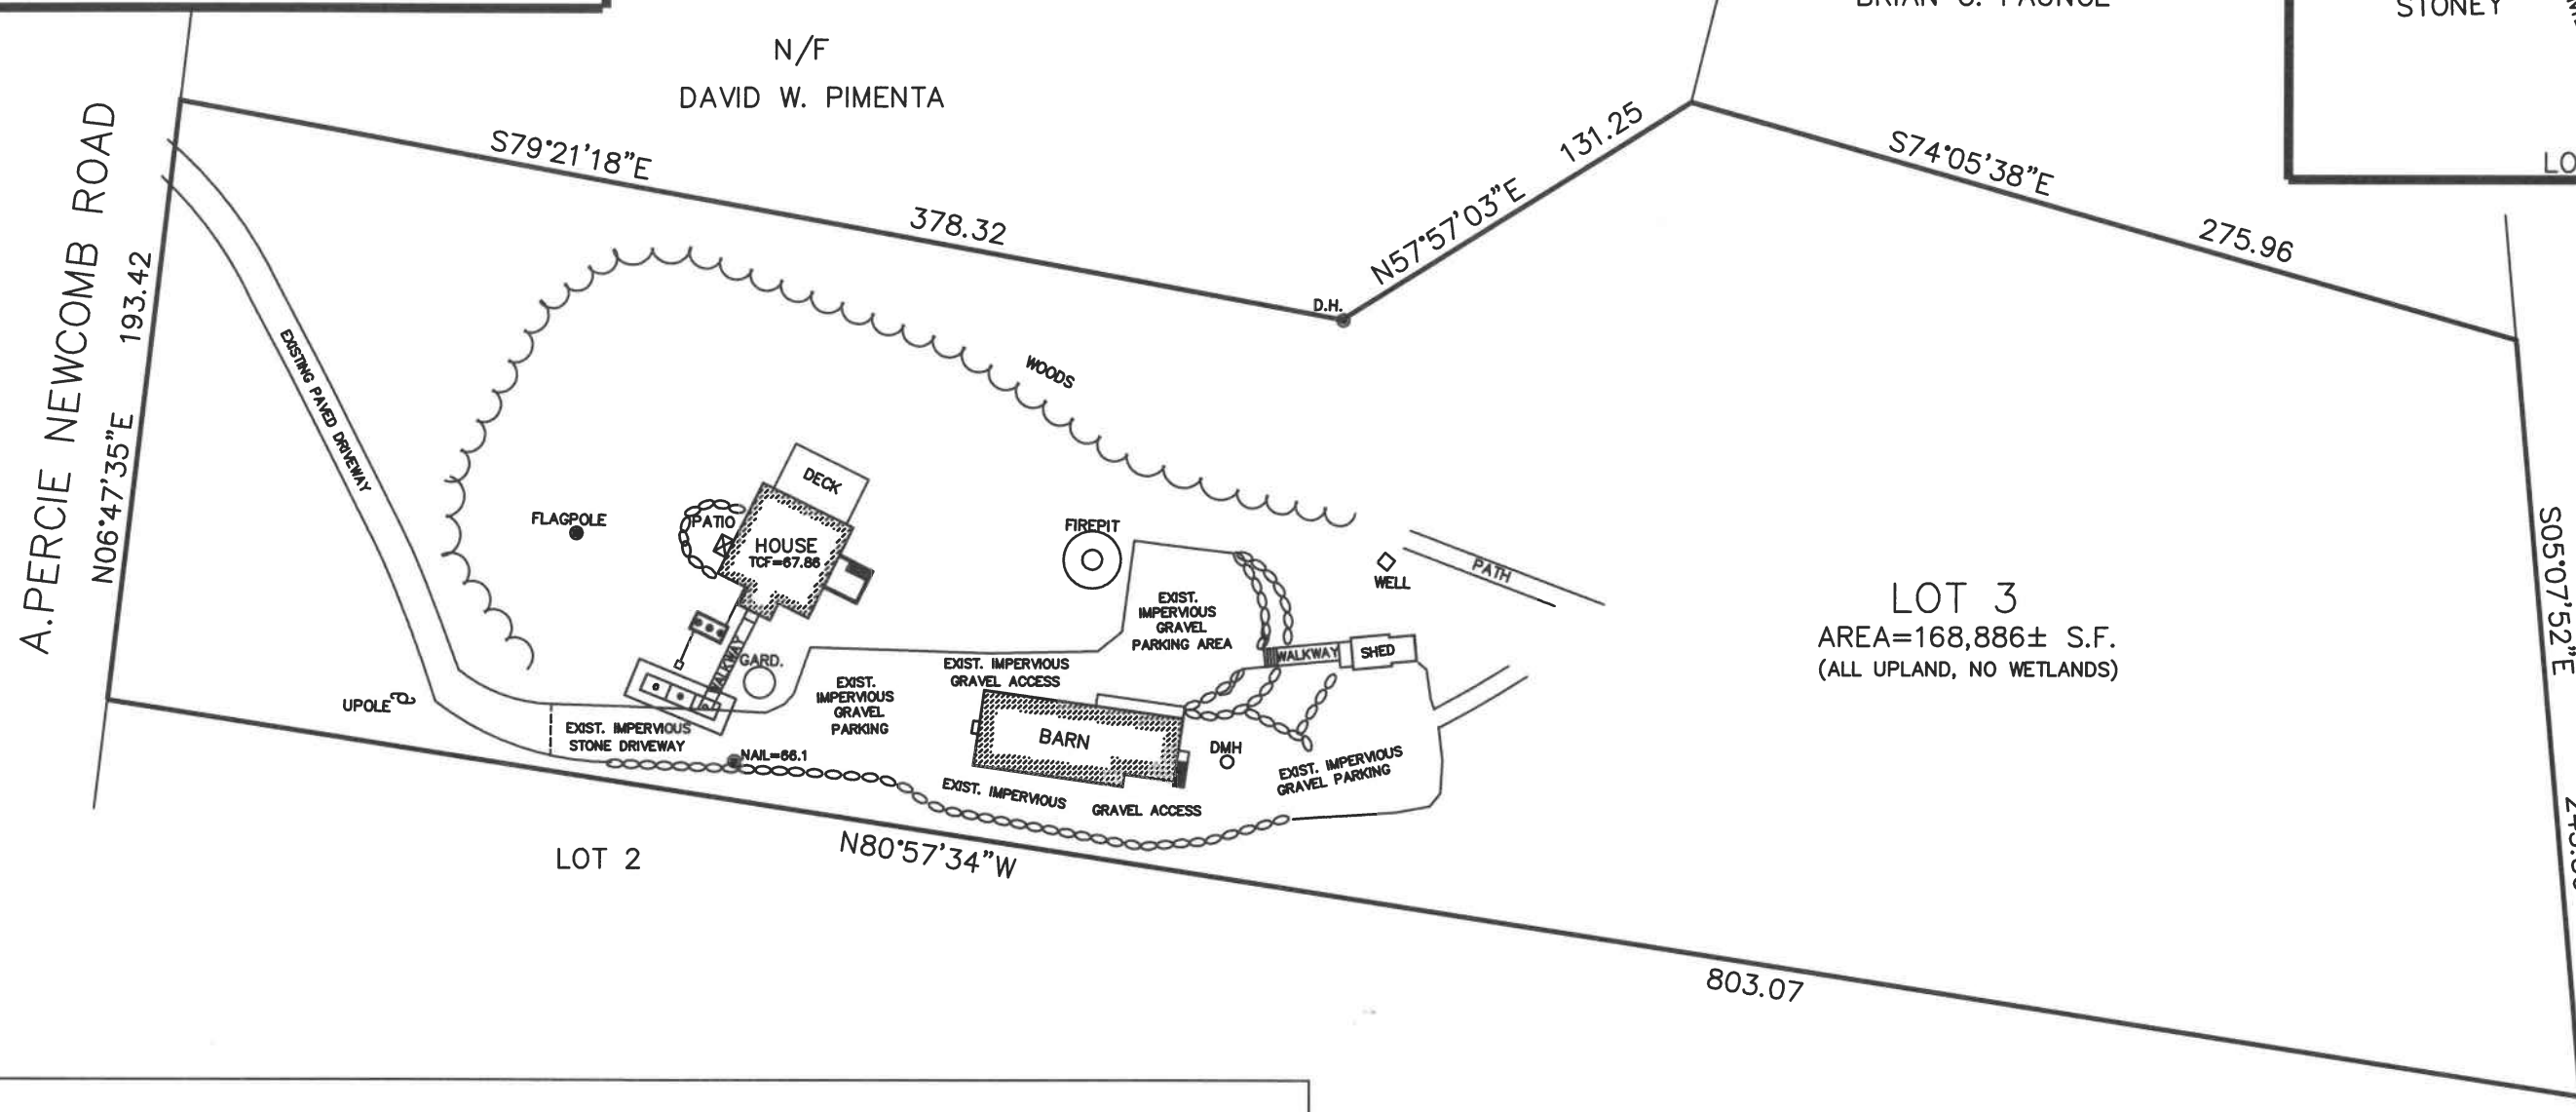 STONEY
N/F
DAVID W. PIMENTA
A.PERCIE NEWCOMB ROAD
N06°47'35"E 193.42
S79°21'18"E
378.32
D.H.
N57°57'03"E
131.25
S74°05'38"E
275.96
S05°07'52"E
WOODS
EXISTING PAVED DRIVEWAY
DECK
FLAGPOLE
PATIO
HOUSE
TCF=67.86
FIREPIT
WELL
PATH
EXIST.
IMPERVIOUS
GRAVEL
PARKING AREA
WALKWAY
SHED
WALKWAY
GARD.
EXIST. IMPERVIOUS
GRAVEL ACCESS
EXIST.
IMPERVIOUS
GRAVEL
PARKING
UPOLE
EXIST. IMPERVIOUS
STONE DRIVEWAY
NAIL=66.1
BARN
DMH
EXIST. IMPERVIOUS
GRAVEL PARKING
EXIST. IMPERVIOUS
GRAVEL ACCESS
LOT 3
AREA=168,886± S.F.
(ALL UPLAND, NO WETLANDS)
LOT 2
N80°57'34"W
803.07